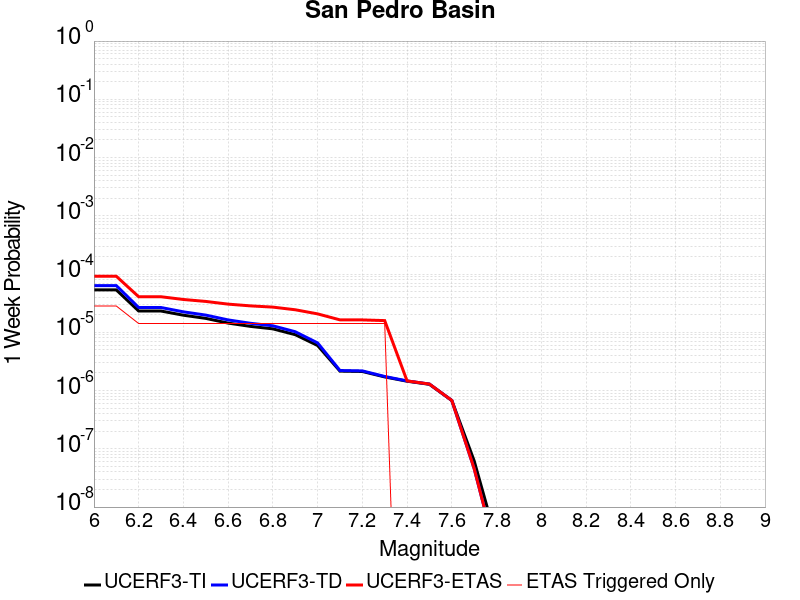 San Pedro Basin
10^0
10^-1
10^-2
10^-3
10^-4
10^-5
10^-6
10^-7
10^-8
1 Week Probability
6 6.2 6.4 6.6 6.8 7 7.2 7.4 7.6 7.8 8 8.2 8.4 8.6 8.8 9
Magnitude
UCERF3-TI UCERF3-TD UCERF3-ETAS ETAS Triggered Only